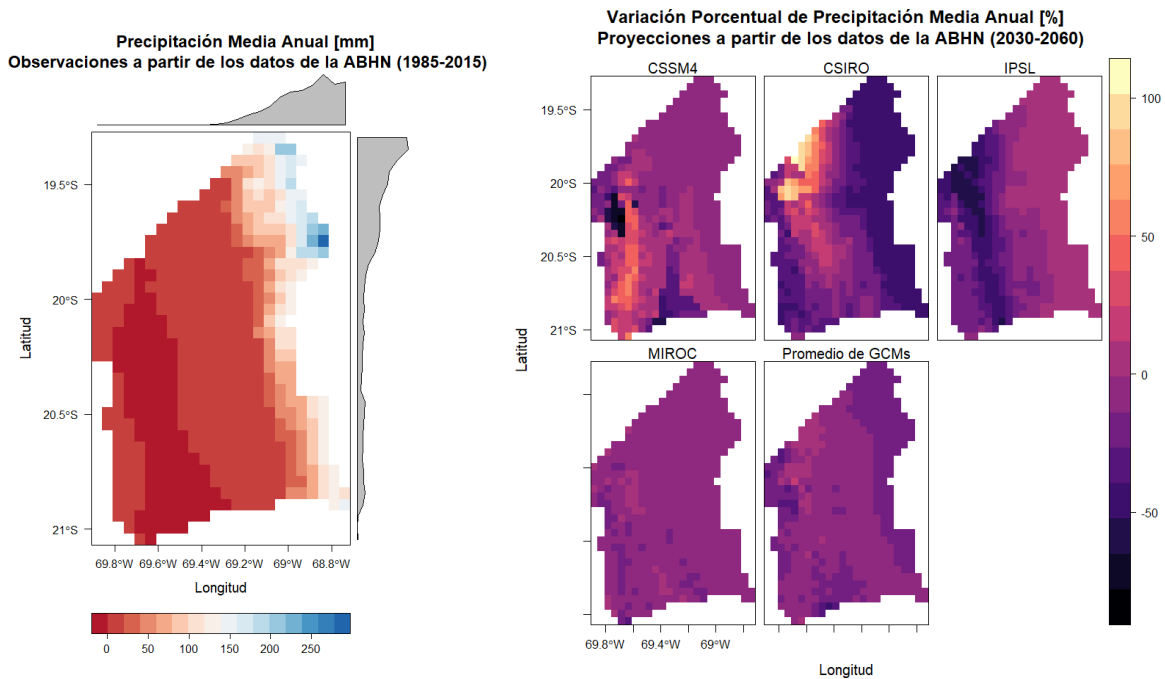 Precipitación Media Anual [mm]
Observaciones a partir de los datos de la ABHN (1985-2015)
19.5°S
20°S
20.5°S
21°S
Latitud
69.8°W 69.6°W 69.4°W 69.2°W 69°W 68.8°W
Longitud
0 50 100 150 200 250
Variación Porcentual de Precipitación Media Anual [%]
Proyecciones a partir de los datos de la ABHN (2030-2060)
CSSM4 CSIRO IPSL
19.5°S
20°S
20.5°S
21°S
Latitud
MIROC Promedio de GCMs
69.8°W 69.4°W 69°W
Longitud
100
50
0
-50